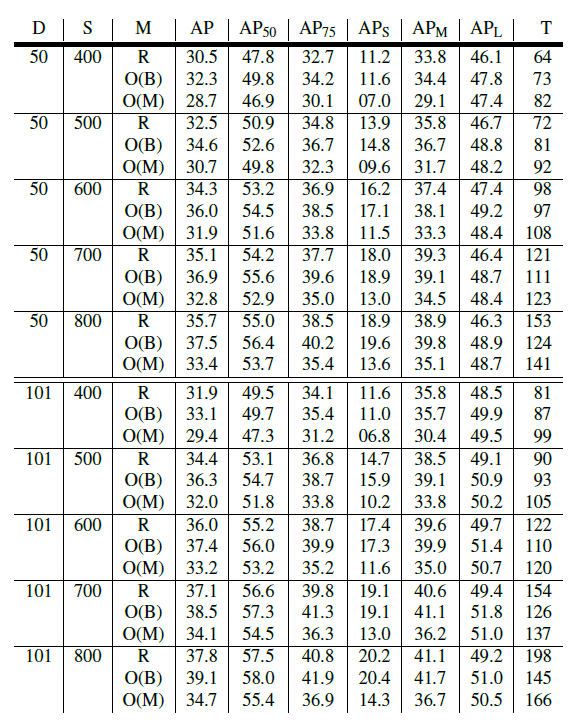 D S M AP AP50 AP75 APS APM APL T
50 400 R 30.5 47.8 32.7 11.2 33.8 46.1 64
O(B) 32.3 49.8 34.2 11.6 34.4 47.8 73
O(M) 28.7 46.9 30.1 07.0 29.1 47.4 82
50 500 R 32.5 50.9 34.8 13.9 35.8 46.7 72
O(B) 34.6 52.6 36.7 14.8 36.7 48.8 81
O(M) 30.7 49.8 32.3 09.6 31.7 48.2 92
50 600 R 34.3 53.2 36.9 16.2 37.4 47.4 98
O(B) 36.0 54.5 38.5 17.1 38.1 49.2 97
O(M) 31.9 51.6 33.8 11.5 33.3 48.4 108
50 700 R 35.1 54.2 37.7 18.0 39.3 46.4 121
O(B) 36.9 55.6 39.6 18.9 39.1 48.7 111
O(M) 32.8 52.9 35.0 13.0 34.5 48.4 123
50 800 R 35.7 55.0 38.5 18.9 38.9 46.3 153
O(B) 37.5 56.4 40.2 19.6 39.8 48.9 124
O(M) 33.4 53.7 35.4 13.6 35.1 48.7 141
101 400 R 31.9 49.5 34.1 11.6 35.8 48.5 81
O(B) 33.1 49.7 35.4 11.0 35.7 49.9 87
O(M) 29.4 47.3 31.2 06.8 30.4 49.5 99
101 500 R 34.4 53.1 36.8 14.7 38.5 49.1 90
O(B) 36.3 54.7 38.7 15.9 39.1 50.9 93
O(M) 32.0 51.8 33.8 10.2 33.8 50.2 105
101 600 R 36.0 55.2 38.7 17.4 39.6 49.7 122
O(B) 37.4 56.0 39.9 17.3 39.9 51.4 110
O(M) 33.2 53.2 35.2 11.6 35.0 50.7 120
101 700 R 37.1 56.6 39.8 19.1 40.6 49.4 154
O(B) 38.5 57.3 41.3 19.1 41.1 51.8 126
O(M) 34.1 54.5 36.3 13.0 36.2 51.0 137
101 800 R 37.8 57.5 40.8 20.2 41.1 49.2 198
O(B) 39.1 58.0 41.9 20.4 41.7 51.0 145
O(M) 34.7 55.4 36.9 14.3 36.7 50.5 166